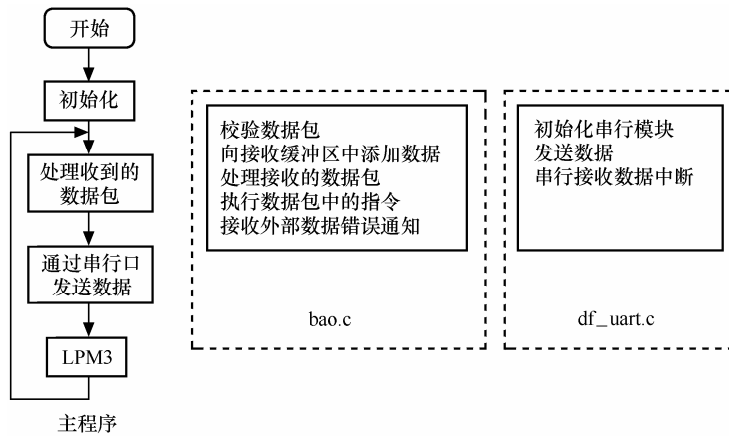 开始
初始化
处理收到的
数据包
通过串行口
发送数据
LPM3
主程序
校验数据包
向接收缓冲区中添加数据
处理接收的数据包
执行数据包中的指令
接收外部数据错误通知
bao.c
初始化串行模块
发送数据
串行接收数据中断
df_uart.c